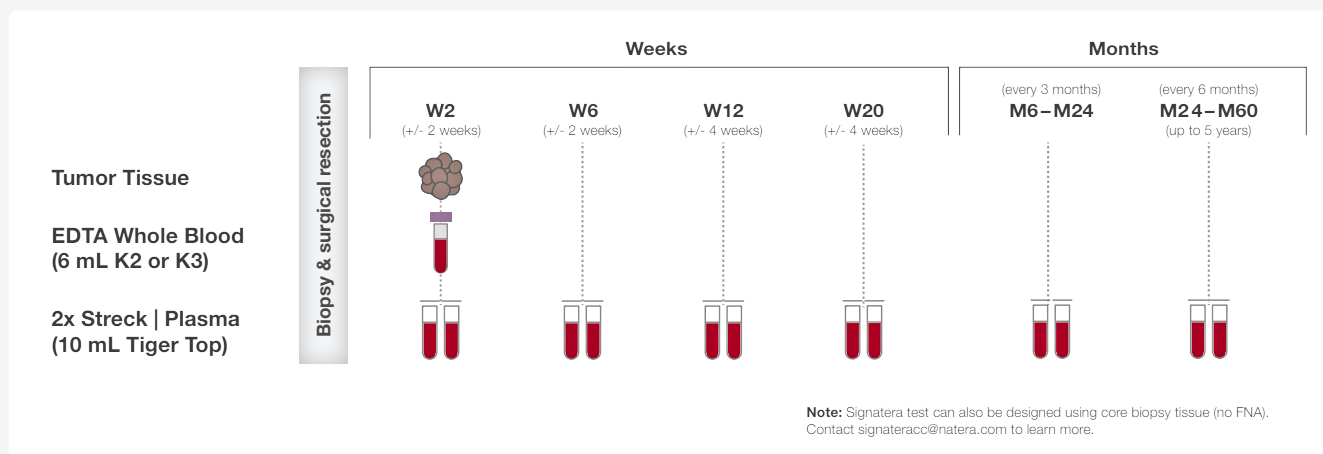 Weeks
Months
Biopsy & surgical resection
W2
(+/- 2 weeks)
W6
(+/- 2 weeks)
W12
(+/- 4 weeks)
W20
(+/- 4 weeks)
(every 3 months)
M6–M24
(every 6 months)
M24–M60
(up to 5 years)
Tumor Tissue
EDTA Whole Blood
(6 mL K2 or K3)
2x Streck | Plasma
(10 mL Tiger Top)
Note: Signatera test can also be designed using core biopsy tissue (no FNA).
Contact signateracc@natera.com to learn more.